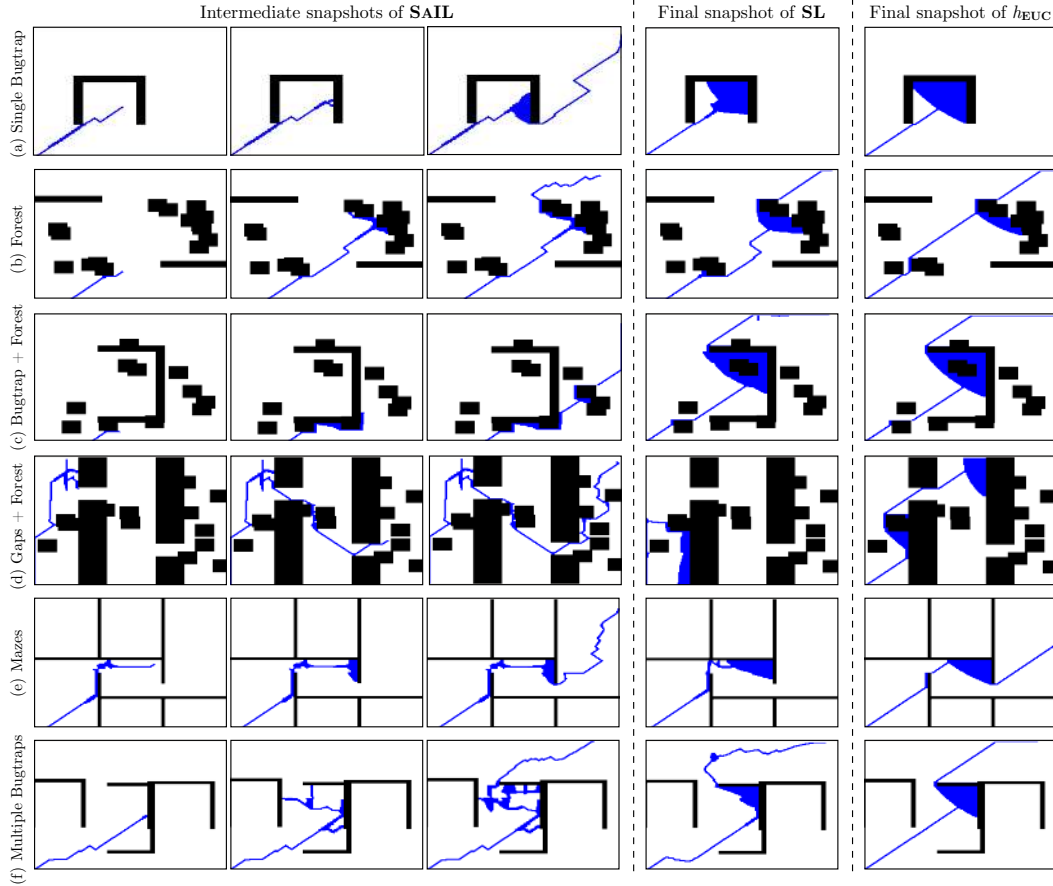 Intermediate snapshots of SAIL
Final snapshot of SL
Final snapshot of hEUC
(a) Single Bugtrap
(b) Forest
(c) Bugtrap + Forest
(d) Gaps + Forest
(e) Mazes
(f) Multiple Bugtraps